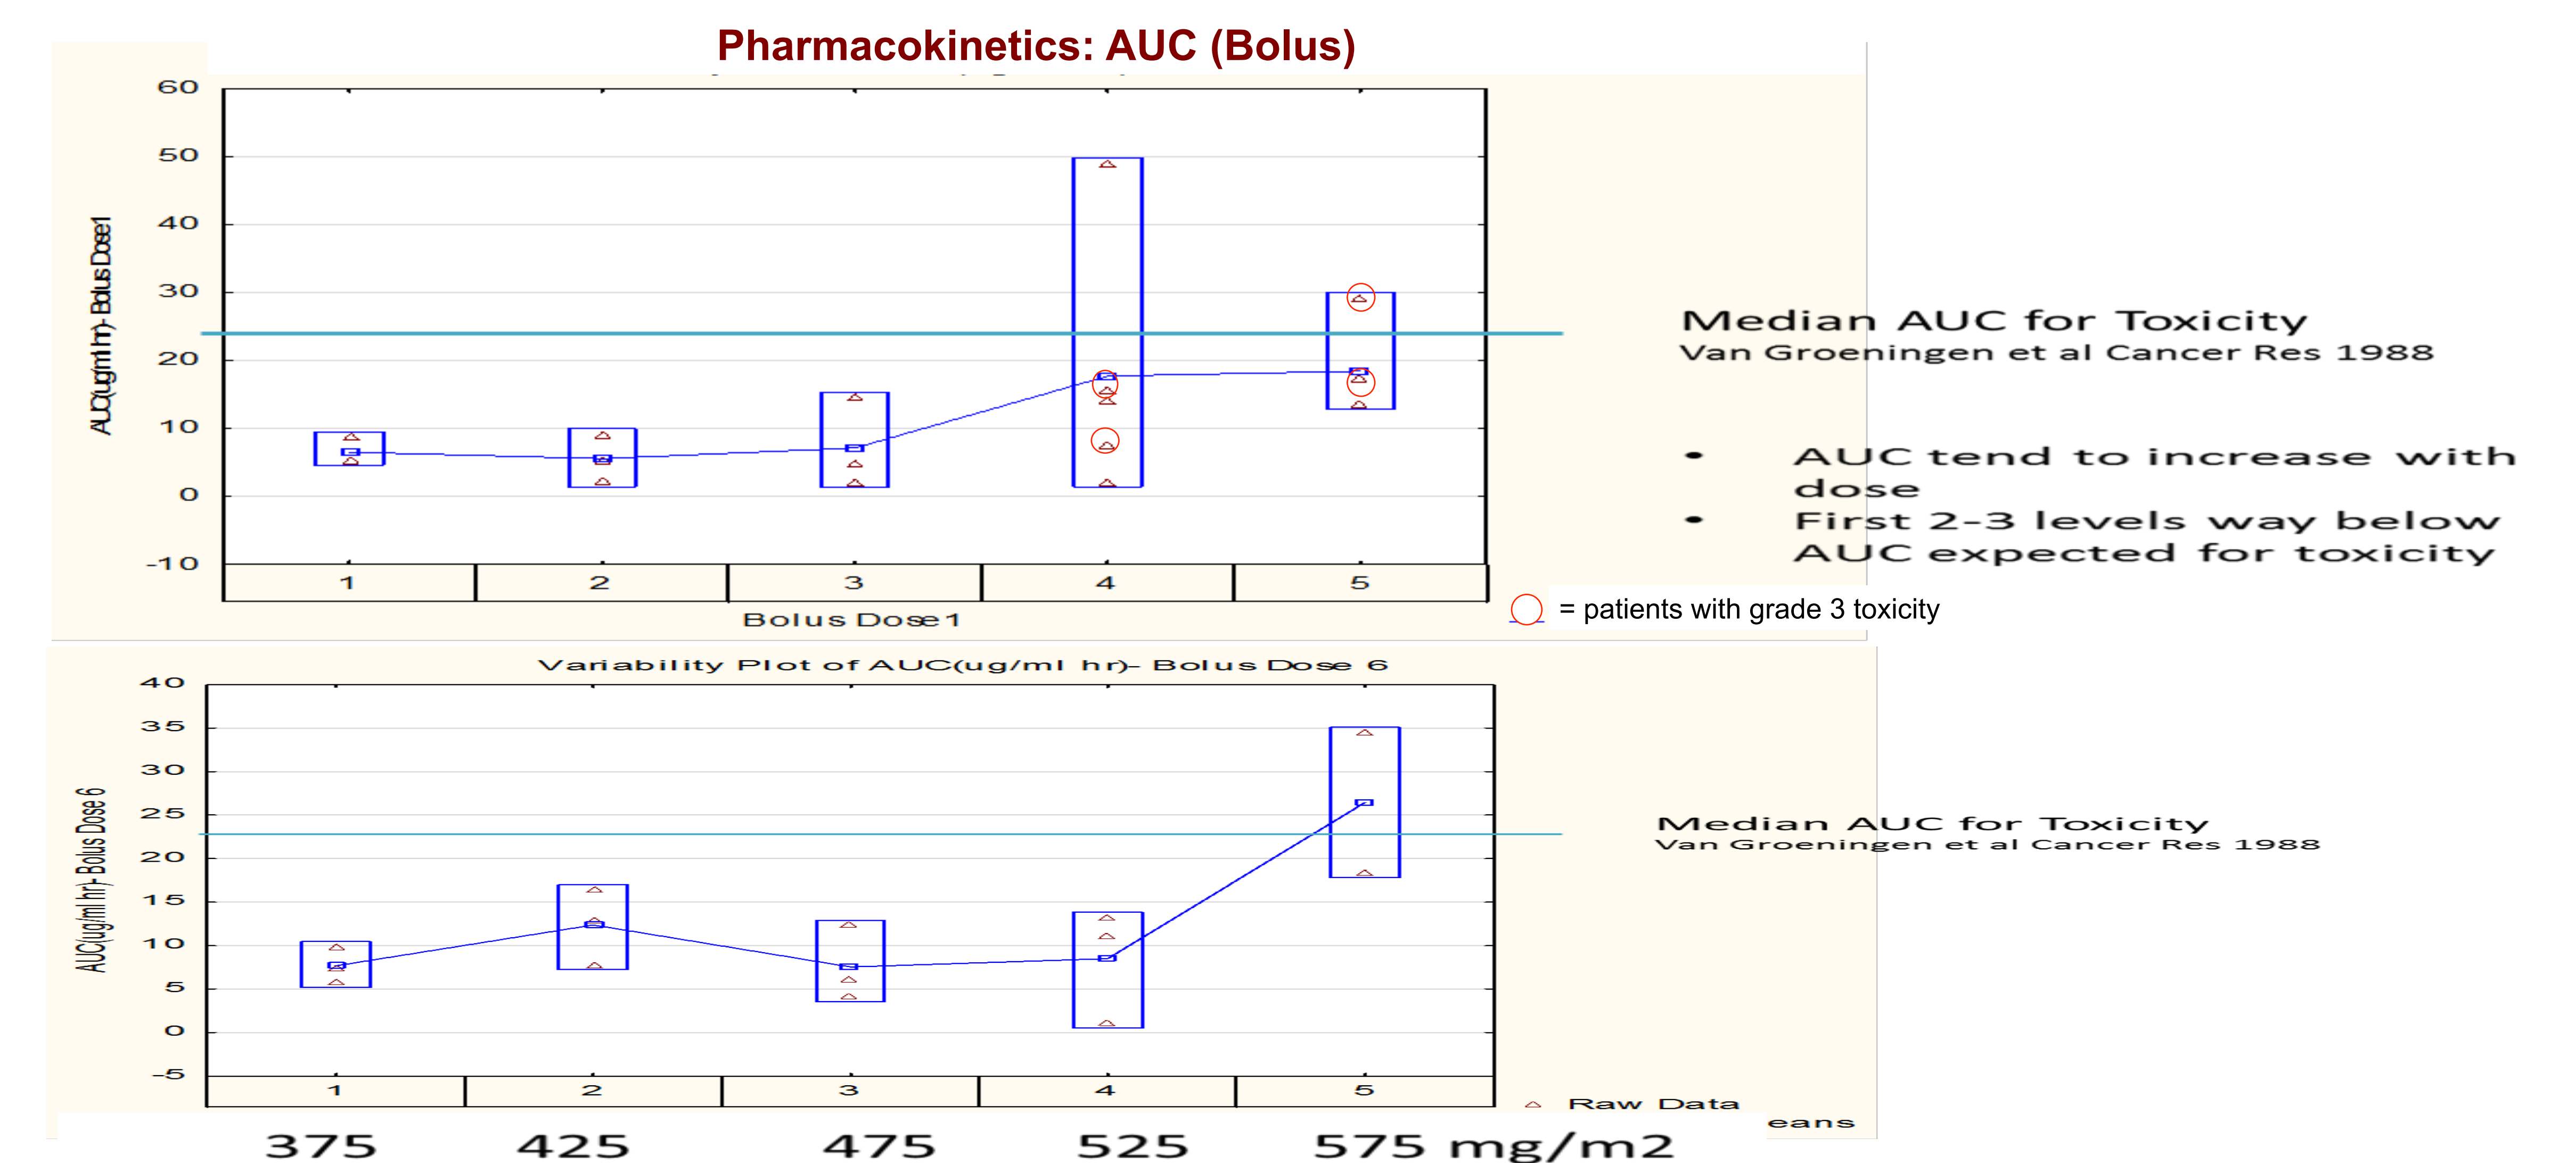 Pharmacokinetics: AUC (Bolus)
60
50
40
30
20
10
0
-10
AUC(ug/ml hr)- Bolus Dose1
1 2 3 4 5
Bolus Dose1
Median AUC for Toxicity
Van Groeningen et al Cancer Res 1988
• AUC tend to increase with
dose
• First 2-3 levels way below
AUC expected for toxicity
= patients with grade 3 toxicity
Variability Plot of AUC(ug/ml hr)- Bolus Dose 6
40
35
30
25
20
15
10
5
0
-5
AUC(ug/ml hr)- Bolus Dose 6
1 2 3 4 5
Median AUC for Toxicity
Van Groeningen et al Cancer Res 1988
Raw Data
eans
375 425 475 525 575 mg/m2